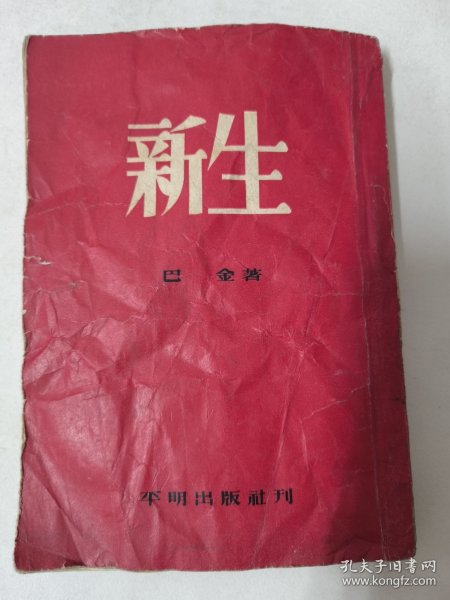 新生
巴 金著
平明出版社刊
孔夫子旧书网
www.kongfz.com